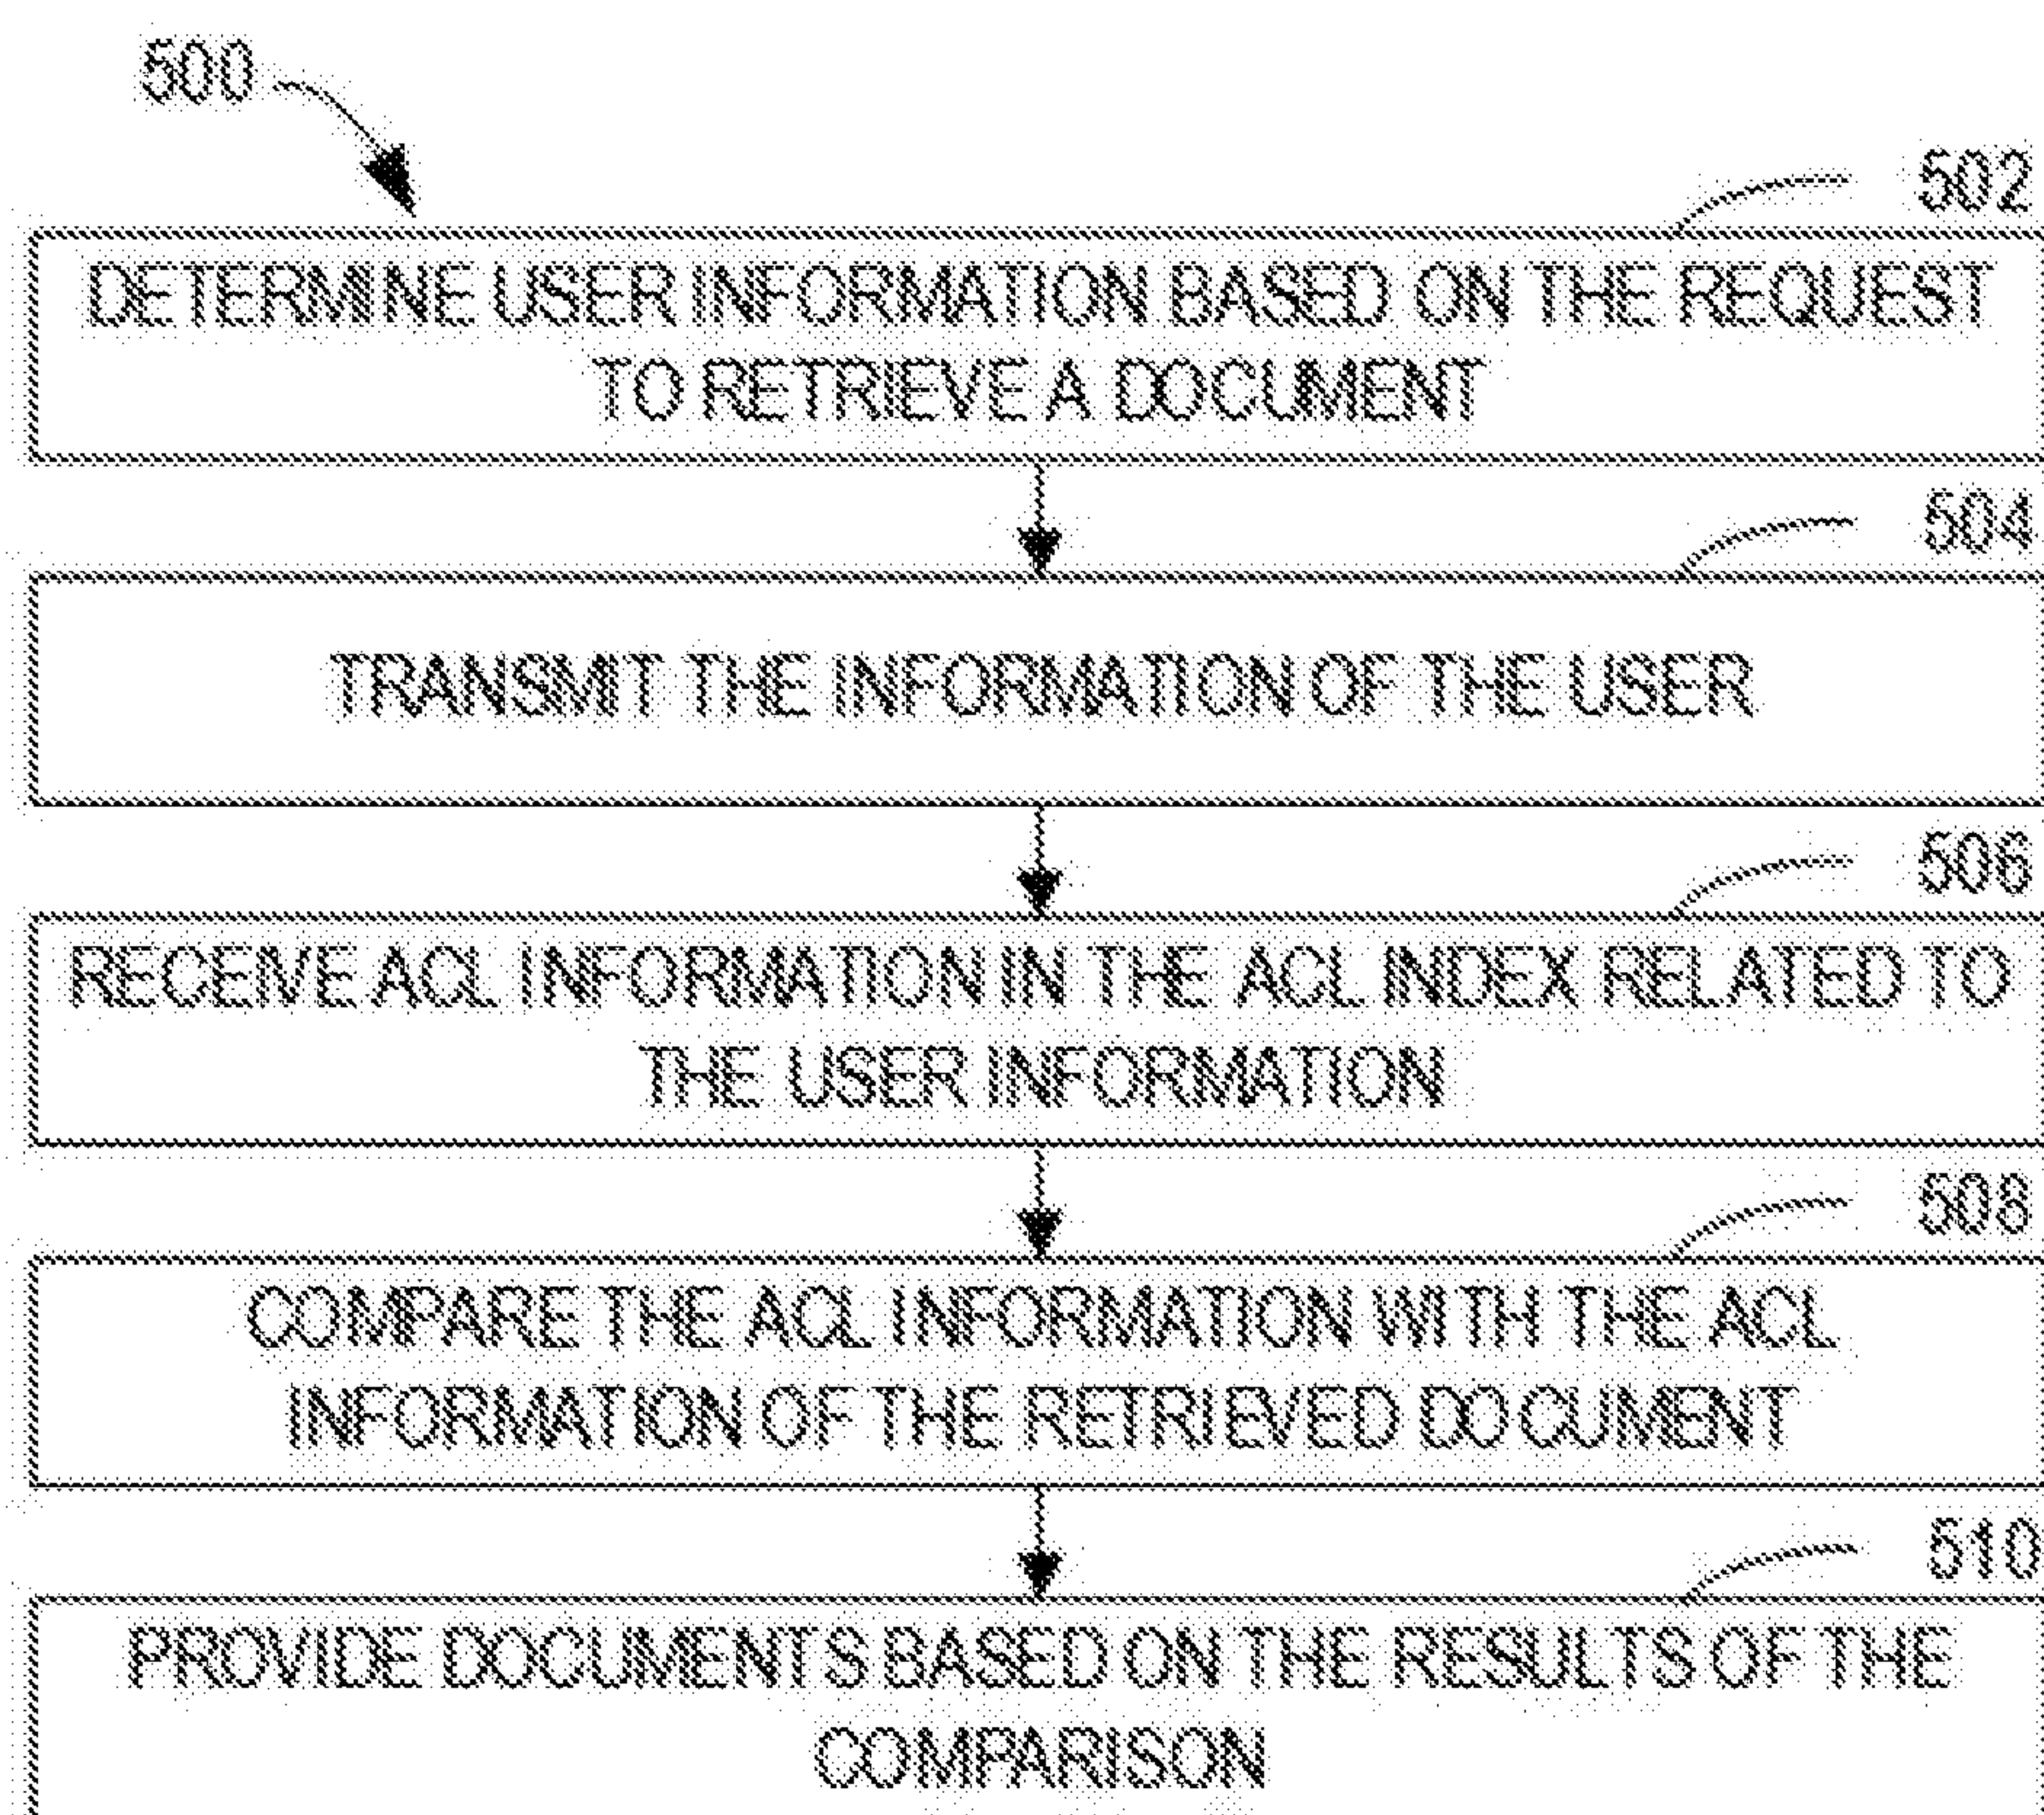 500
502
DETERMINE USER INFORMATION BASED ON THE REQUEST
TO RETRIEVE A DOCUMENT
504
TRANSMIT THE INFORMATION OF THE USER
506
RECEIVE ACL INFORMATION IN THE ACL INDEX RELATED TO
THE USER INFORMATION
508
COMPARE THE ACL INFORMATION WITH THE ACL
INFORMATION OF THE RETRIEVED DOCUMENT
510
PROVIDE DOCUMENTS BASED ON THE RESULTS OF THE
COMPARISON